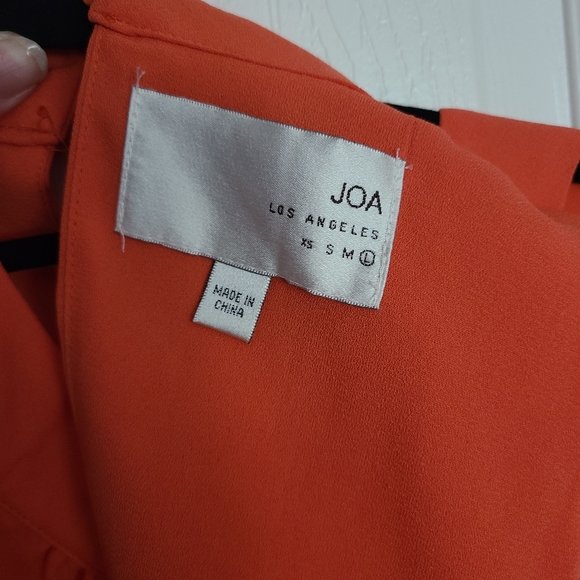 JOA
LOS ANGELES
XS S M L
MADE IN
CHINA